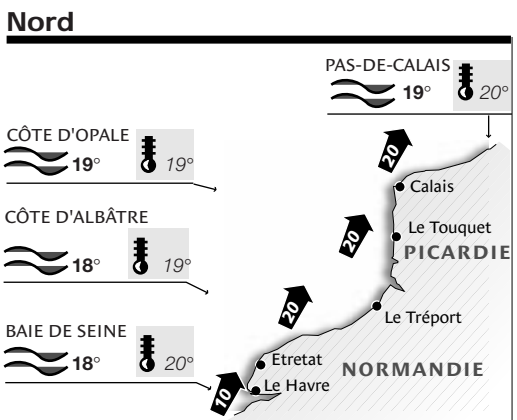 Nord
PAS-DE-CALAIS
19° 20°
CÔTE D'OPALE
19° 19°
20
Calais
CÔTE D'ALBÂTRE
18° 19°
20
Le Touquet
PICARDIE
20
Le Tréport
BAIE DE SEINE
18° 20°
Etretat
NORMANDIE
Le Havre
10